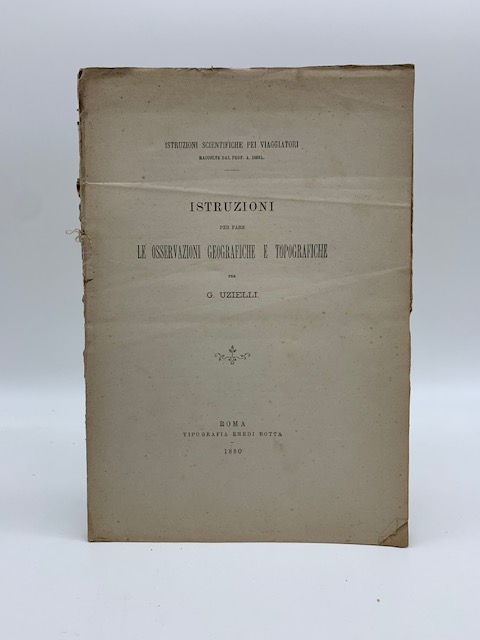 ISTRUZIONI SCIENTIFICHE PEI VIAGGIATORI
RACCOLTE DAL PROF. A. ISSEL.
ISTRUZIONI
PER FARE
LE OSSERVAZIONI GEOGRAFICHE E TOPOGRAFICHE
PER
G. UZIELLI.
ROMA
TIPOGRAFIA EREDI BOTTA
1880